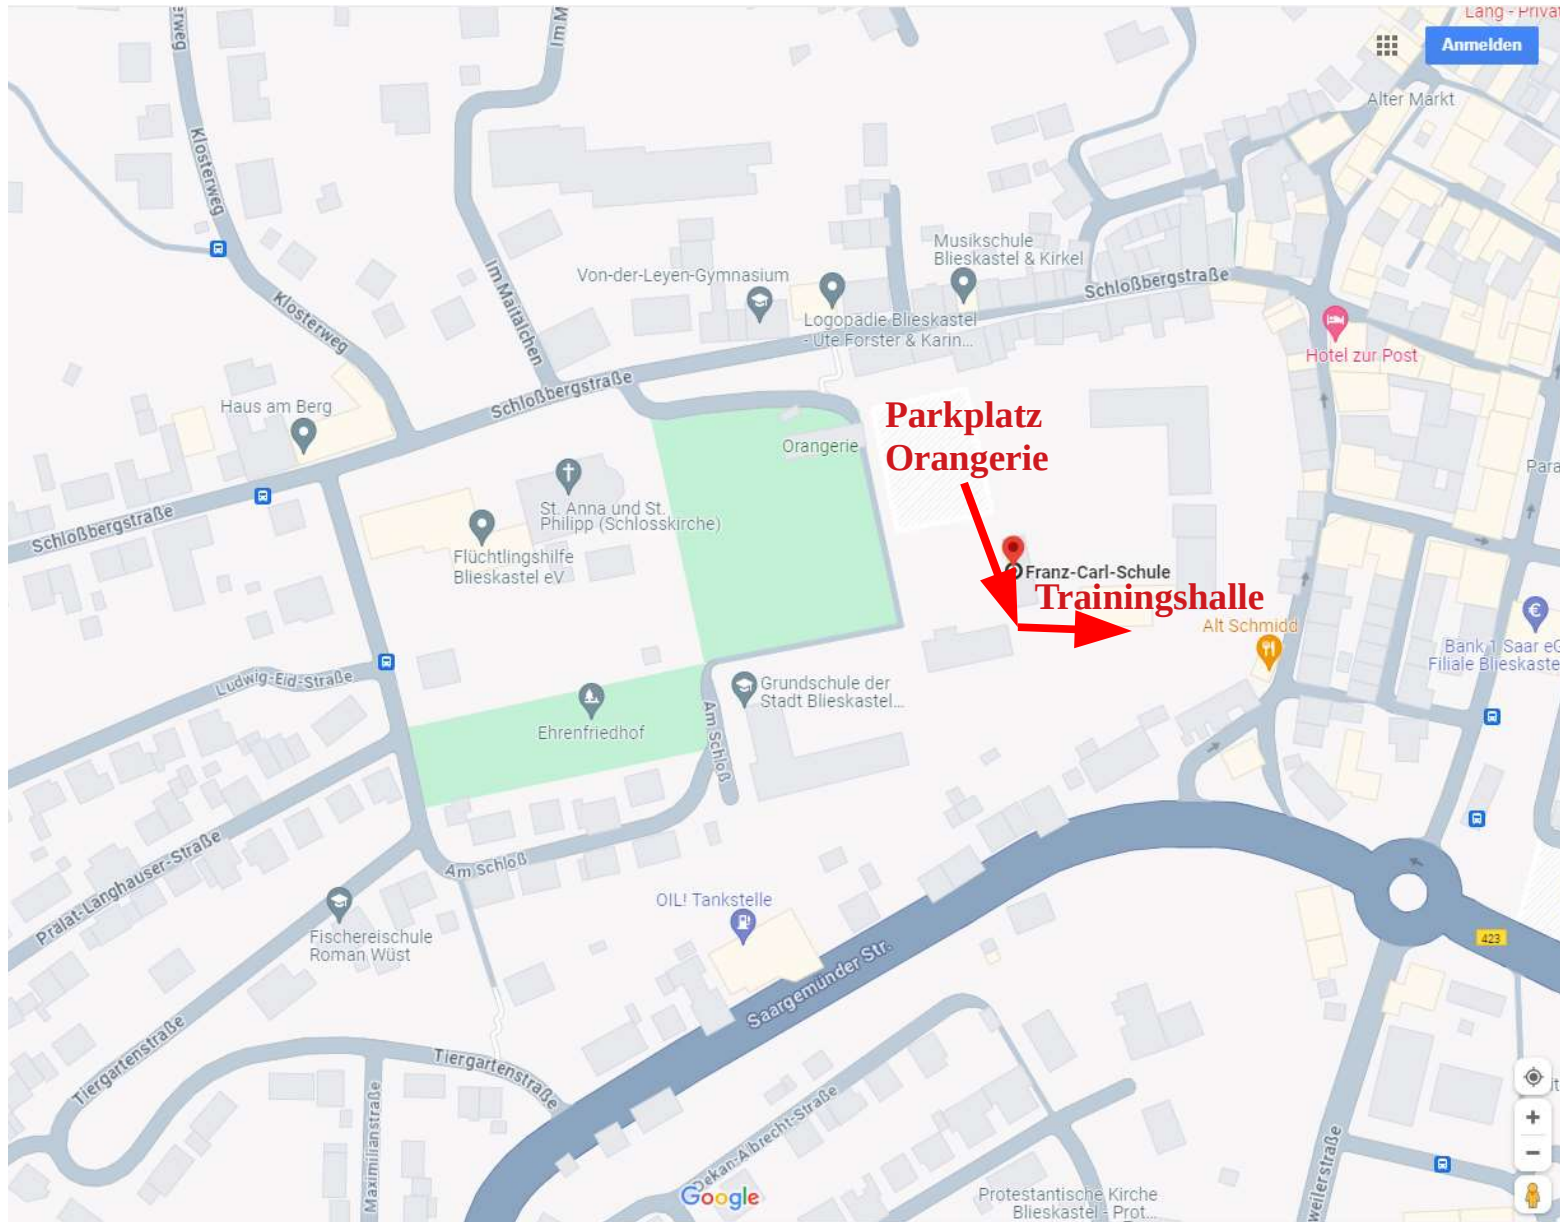 Lang - Privat
Anmelden
Alter Markt
Klosterweg
Im Maitälchen
Klosterweg
Musikschule
Blieskastel & Kirkel
Von-der-Leyen-Gymnasium
Schloßbergstraße
Logopädie Blieskastel
- Ute Forster & Karin...
Hotel zur Post
Schloßbergstraße
Haus am Berg
Parkplatz
Orangerie
Orangerie
St. Anna und St.
Philipp (Schlosskirche)
Schloßbergstraße
Flüchtlingshilfe
Blieskastel eV
Franz-Carl-Schule
Trainingshalle
Alt Schmidd
Bank 1 Saar eG
Filiale Blieskaste
Ludwig-Eid-Straße
Grundschule der
Stadt Blieskastel...
Ehrenfriedhof
Am Schloß
Prälat-Langhauser-Straße
Am Schloß
OIL! Tankstelle
Fischereischule
Roman Wüst
423
Saargemünder Str.
Tiergartenstraße
Tiergartenstraße
Maximilianstraße
Dekan-Albrecht-Straße
weilerstraße
Google
Protestantische Kirche
Blieskastel - Prot...